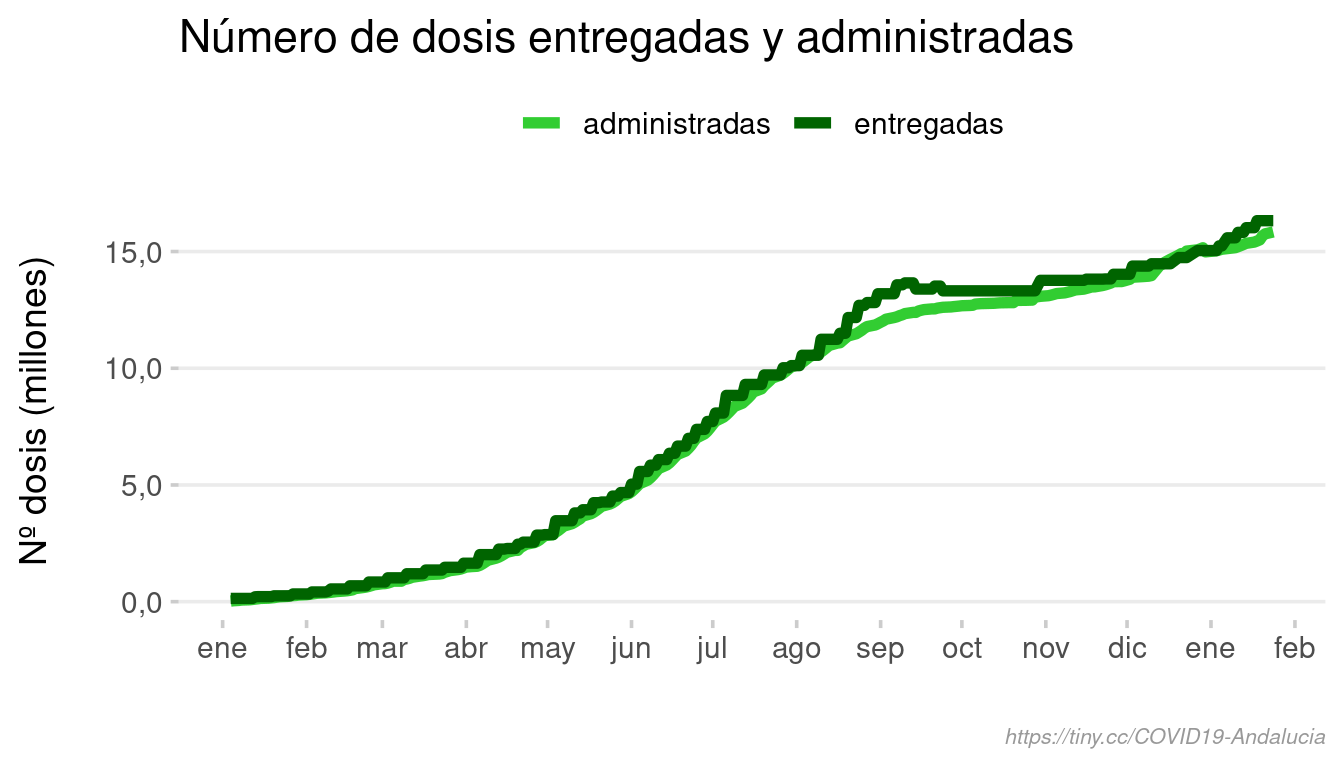 Número de dosis entregadas y administradas
administradas entregadas
Nº dosis (millones)
15,0
10,0
5,0
0,0
ene feb mar abr may jun jul ago sep oct nov dic ene feb
https://tiny.cc/COVID19-Andalucia